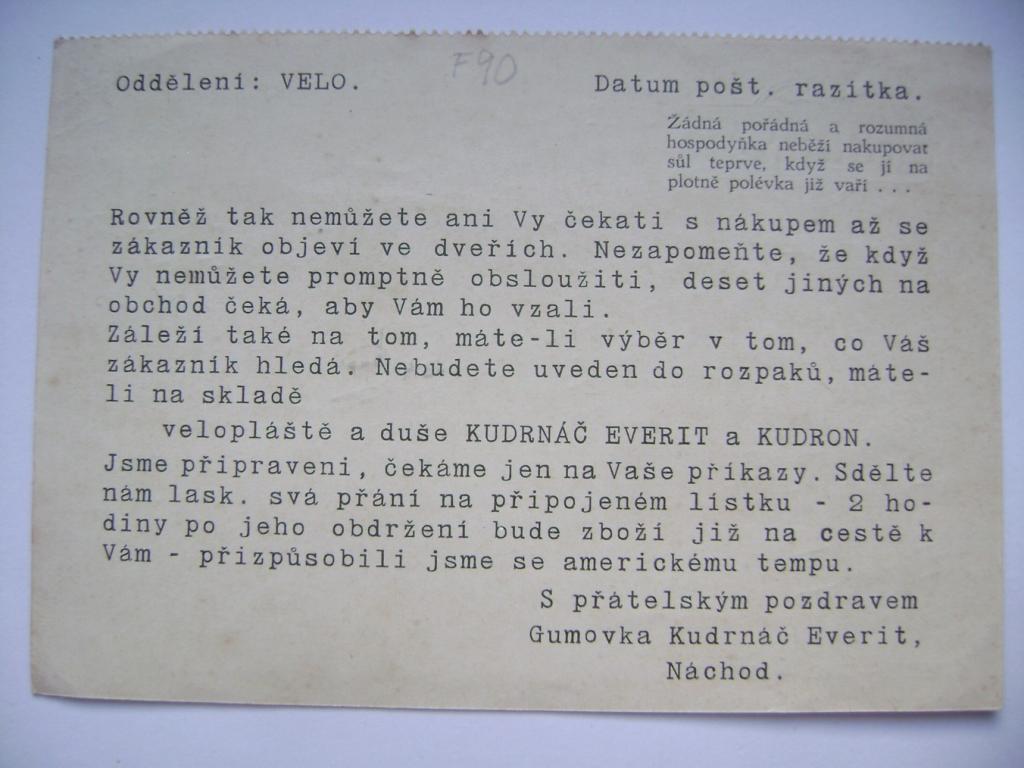 F90
Oddělení: VELO.
Datum pošt. razítka.
Žádná pořádná a rozumná
hospodyňka neběží nakupovat
sůl teprve, když se jí na
plotně polévka již vaří . . .
Rovněž tak nemůžete ani Vy čekati s nákupem až se
zákazník objeví ve dveřích. Nezapomeňte, že když
Vy nemůžete promptně obsloužiti, deset jiných na
obchod čeká, aby Vám ho vzali.
Záleží také na tom, máte-li výběr v tom, co Váš
zákazník hledá. Nebudete uveden do rozpaků, máte-
li na skladě
velopláště a duše KUDRNÁČ EVERIT a KUDRON.
Jsme připraveni, čekáme jen na Vaše příkazy. Sdělte
nám lask. svá přání na připojeném lístku - 2 ho-
diny po jeho obdržení bude zboží již na cestě k
Vám - přizpůsobili jsme se americkému tempu.
S přátelským pozdravem
Gumovka Kudrnáč Everit,
Náchod.